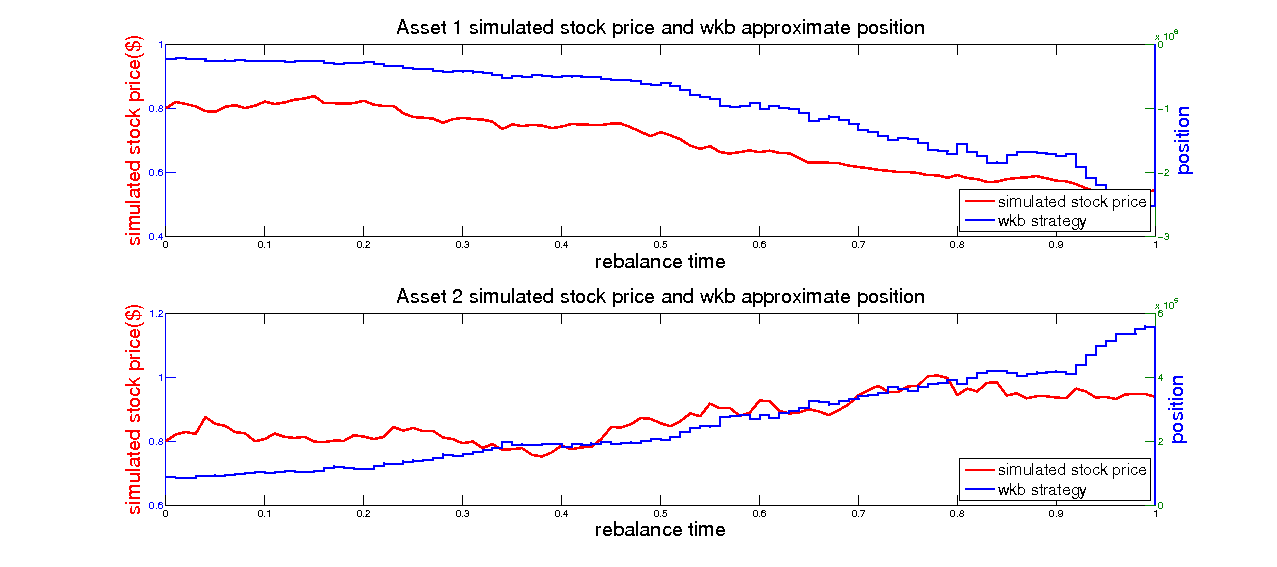 Asset 1 simulated stock price and wkb approximate position
simulated stock price($)
1
0.8
0.6
0.4
0
-1
-2
-3
position
simulated stock price
wkb strategy
0 0.1 0.2 0.3 0.4 0.5 0.6 0.7 0.8 0.9 1
rebalance time
Asset 2 simulated stock price and wkb approximate position
simulated stock price($)
1.2
1
0.8
0.6
6
4
2
0
position
simulated stock price
wkb strategy
0 0.1 0.2 0.3 0.4 0.5 0.6 0.7 0.8 0.9 1
rebalance time